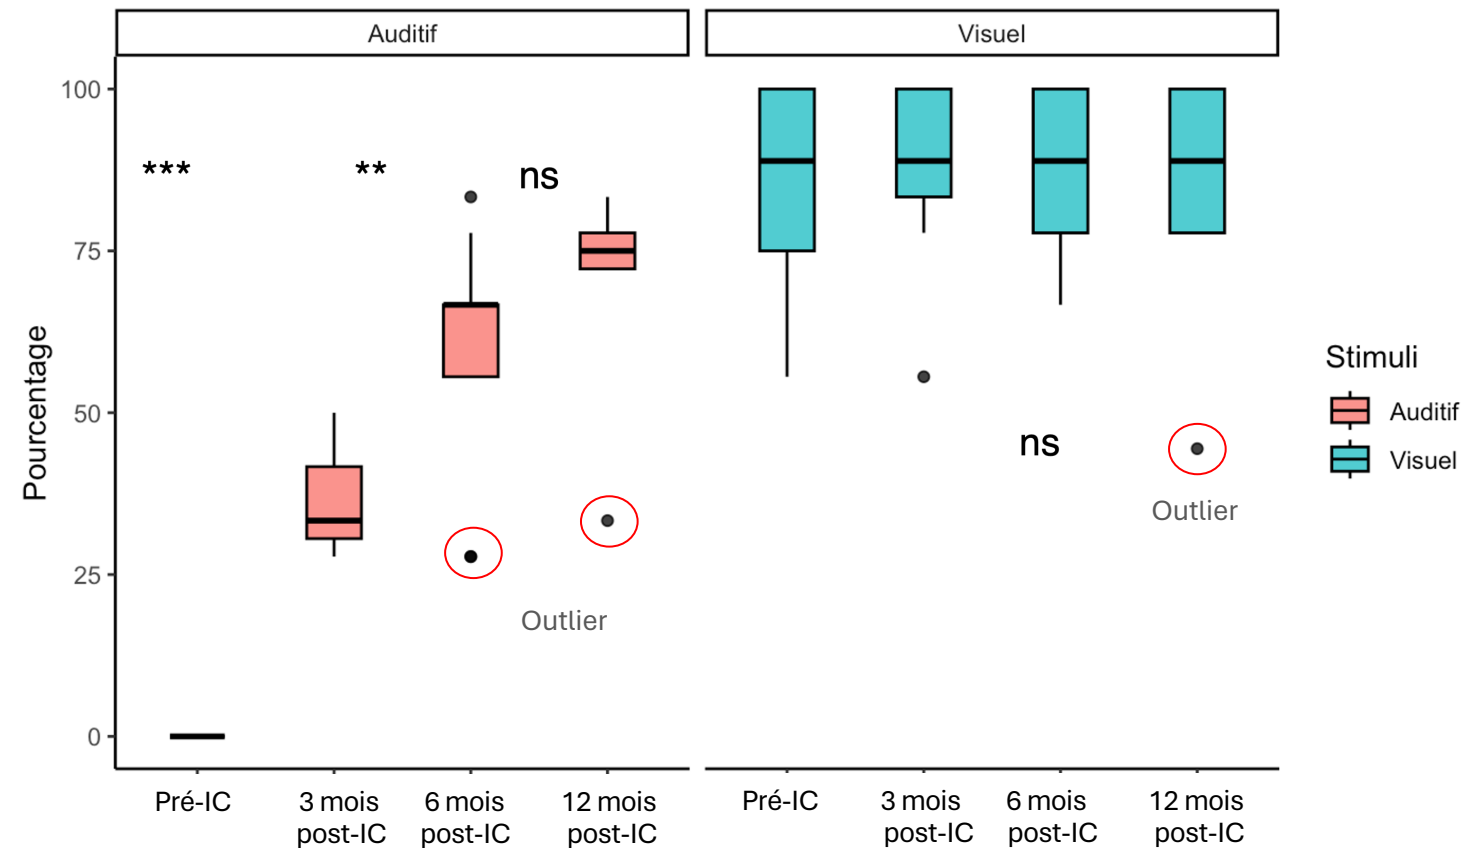 Auditif
Visuel
Pourcentage
100
75
50
25
0
***
**
ns
ns
Outlier
Outlier
Pré-IC
3 mois
post-IC
6 mois
post-IC
12 mois
post-IC
Pré-IC
3 mois
post-IC
6 mois
post-IC
12 mois
post-IC
Stimuli
Auditif
Visuel